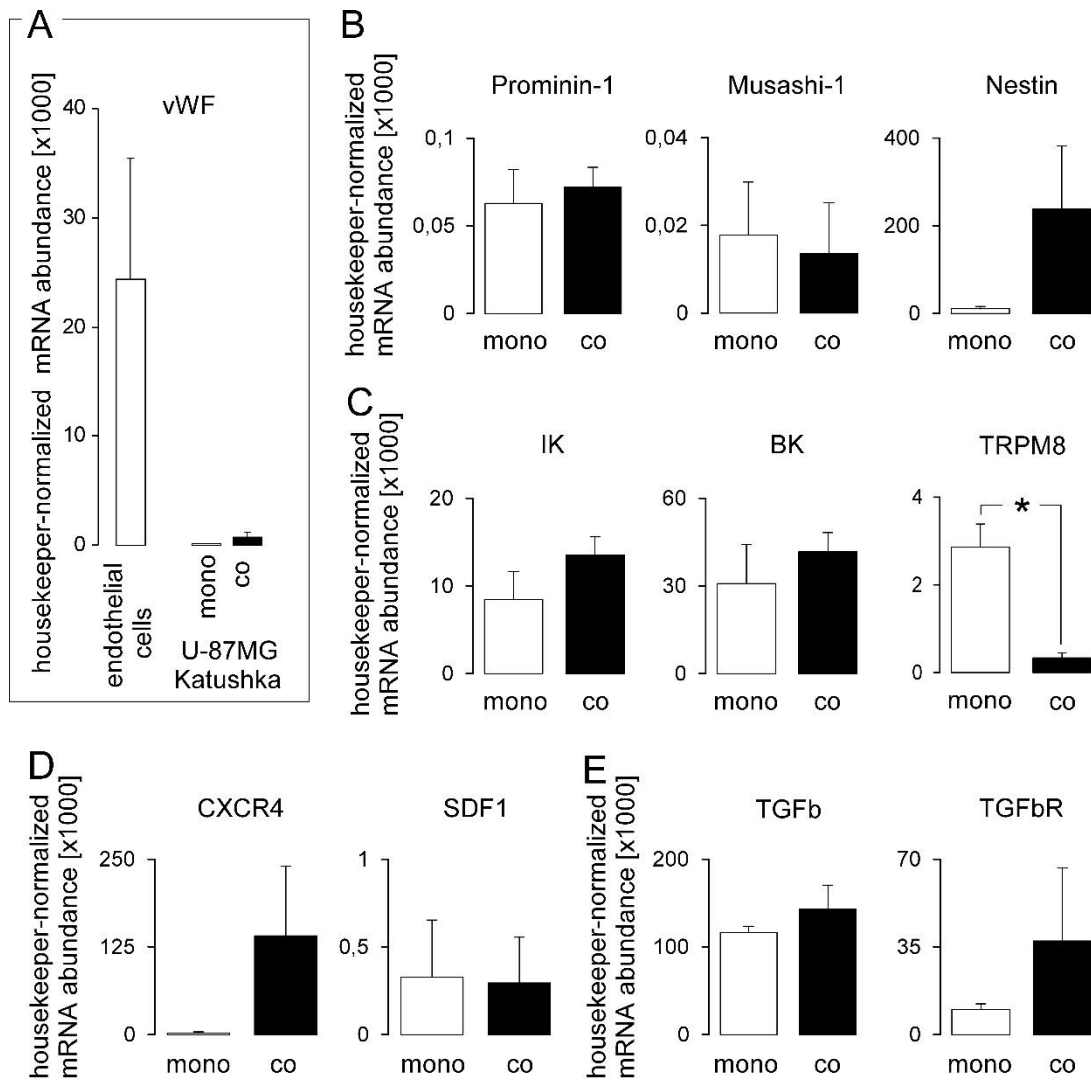 A
housekeeper-normalized mRNA abundance [x1000]
vWF
40
30
20
10
0
endothelial
cells
mono
co
U-87MG
Katushka
B
housekeeper-normalized
mRNA abundance [x1000]
Prominin-1
0,1
0,05
0
mono co
Musashi-1
0,04
0,02
0
mono co
Nestin
400
200
0
mono co
C
housekeeper-normalized
mRNA abundance [x1000]
IK
20
10
0
mono co
BK
60
30
0
mono co
TRPM8
4
2
0
*
mono co
D
housekeeper-normalized
mRNA abundance [x1000]
CXCR4
250
125
0
mono co
SDF1
1
0,5
0
mono co
E
housekeeper-normalized
mRNA abundance [x1000]
TGFb
200
100
0
mono co
TGFbR
70
35
0
mono co